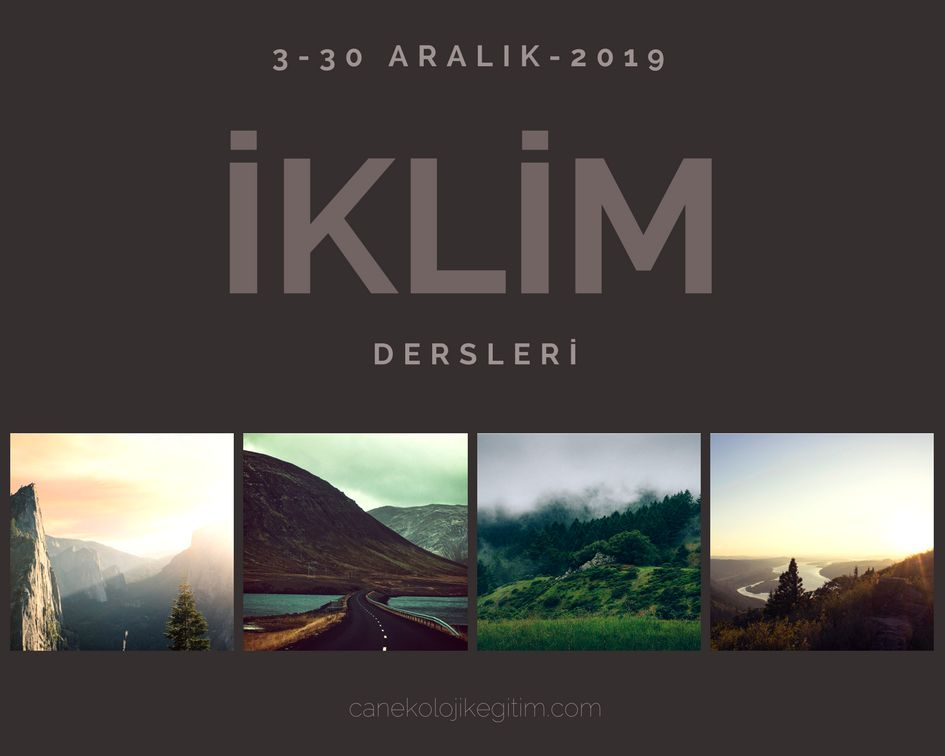 3-30 ARALIK-2019
İKLİM
DERSLERİ
canekolojikegitim.com